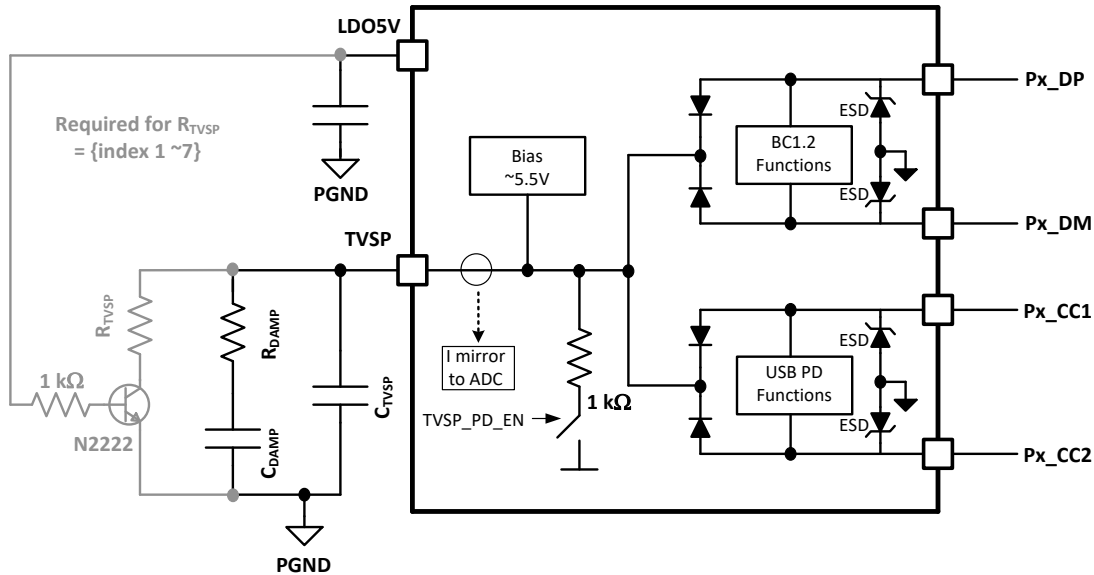 LDO5V
Required for RTVSP
= {index 1 ~7}
PGND
TVSP
RTVSP
1 kΩ
N2222
RDAMP
CDAMP
CTVSP
PGND
Bias
~5.5V
I mirror
to ADC
TVSP_PD_EN
1 kΩ
BC1.2
Functions
ESD
ESD
Px_DP
Px_DM
USB PD
Functions
ESD
ESD
Px_CC1
Px_CC2